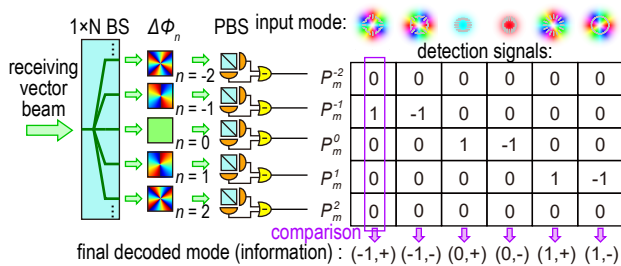 1×N BS ΔΦn PBS input mode:
detection signals:
receiving
vector
beam
n = -2
n = -1
n = 0
n = 1
n = 2
P_m^-2 0 0 0 0 0 0
P_m^-1 1 -1 0 0 0 0
P_m^0 0 0 1 -1 0 0
P_m^1 0 0 0 0 1 -1
P_m^2 0 0 0 0 0 0
comparison
final decoded mode (information) : (-1,+) (-1,-) (0,+) (0,-) (1,+) (1,-)